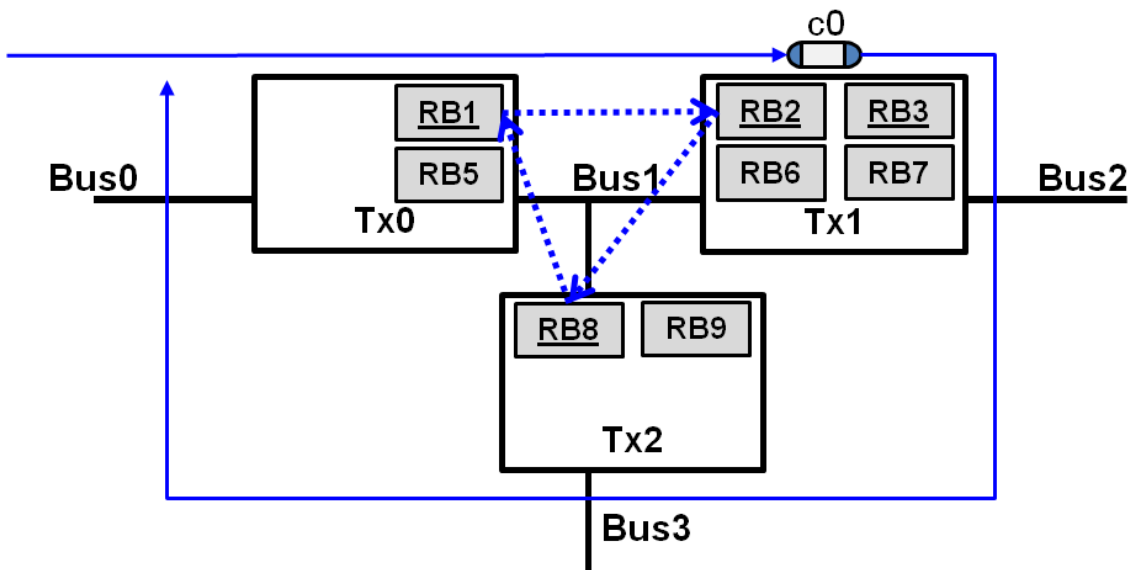 c0
RB1
RB2 RB3
Bus0
RB5
Bus1
RB6 RB7
Bus2
Tx0
Tx1
RB8 RB9
Tx2
Bus3